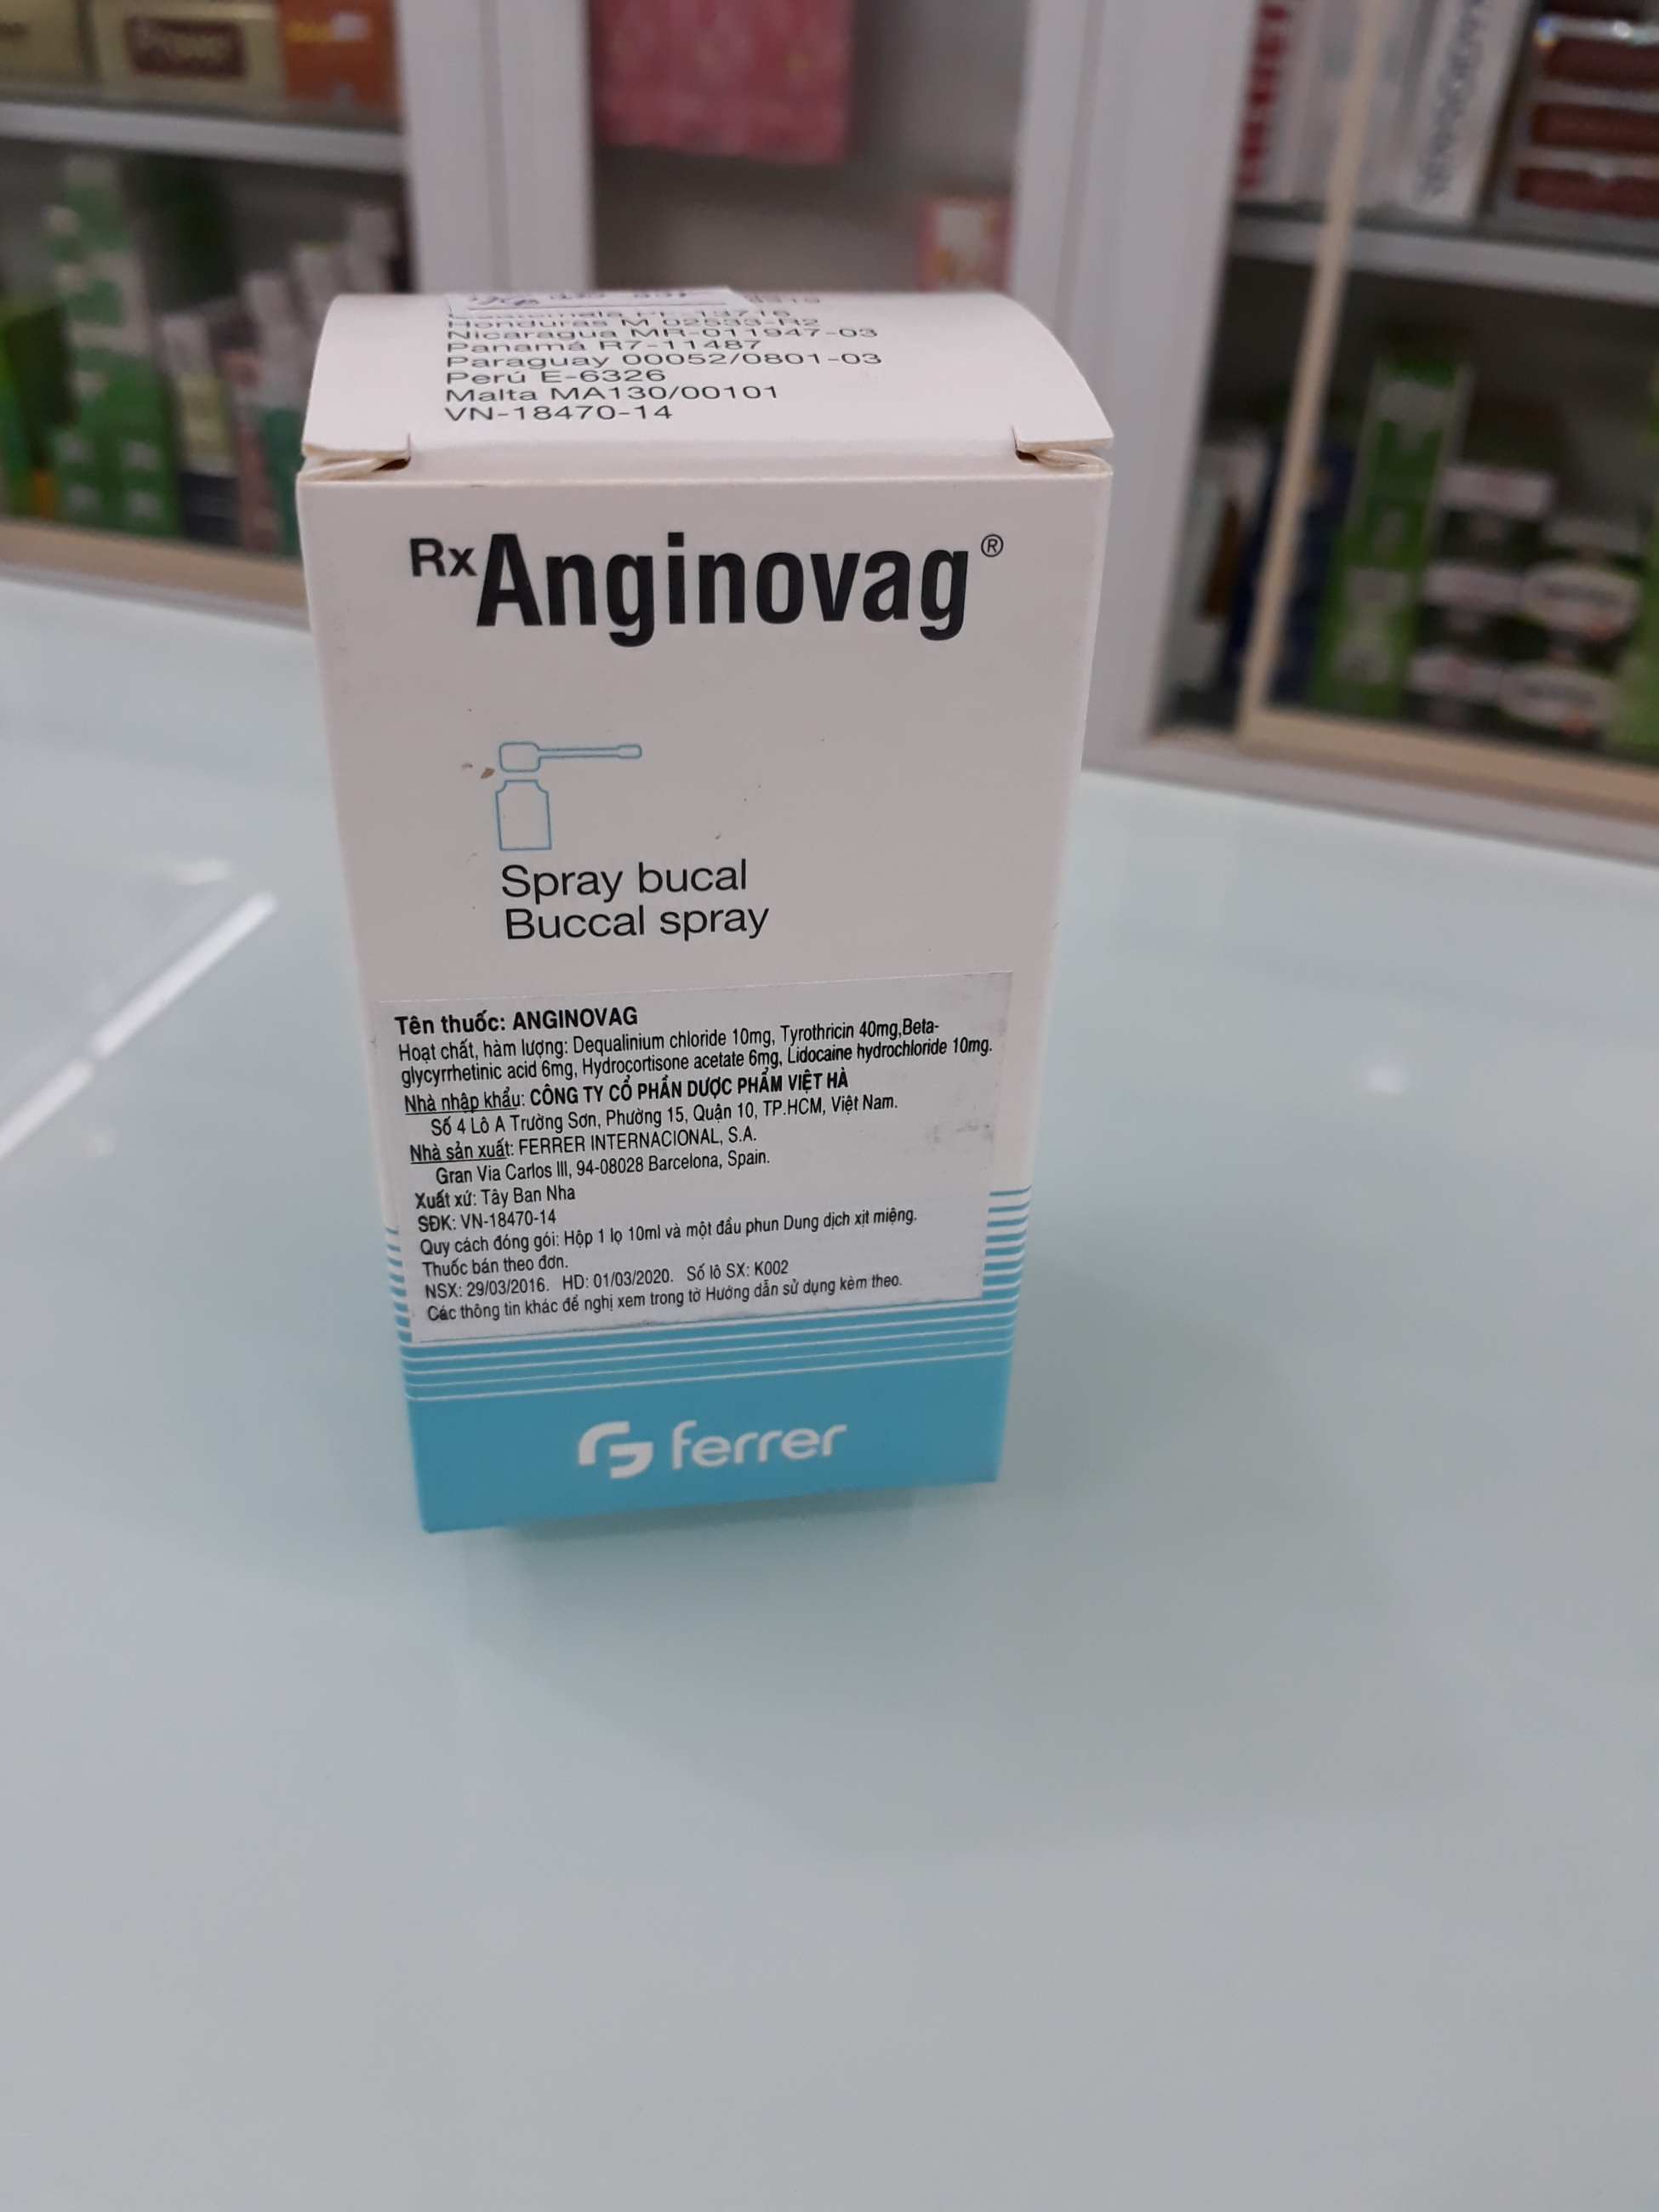 Honduras M 02533-R2
Nicaragua MR-011947-03
Panamá R7-11487
Paraguay 00052/0801-03
Perú E-6326
Malta MA130/00101
VN-18470-14
Rx Anginovag®
Spray bucal
Buccal spray
Tên thuốc: ANGINOVAG
Hoạt chất, hàm lượng: Dequalinium chloride 10mg, Tyrothricin 40mg,Beta-
glycyrrhetinic acid 6mg, Hydrocortisone acetate 6mg, Lidocaine hydrochloride 10mg.
Nhà nhập khẩu: CÔNG TY CỔ PHẦN DƯỢC PHẨM VIỆT HÀ
Số 4 Lô A Trường Sơn, Phường 15, Quận 10, TP.HCM, Việt Nam.
Nhà sản xuất: FERRER INTERNACIONAL, S.A.
Gran Via Carlos III, 94-08028 Barcelona, Spain.
Xuất xứ: Tây Ban Nha
SĐK: VN-18470-14
Quy cách đóng gói: Hộp 1 lọ 10ml và một đầu phun Dung dịch xịt miệng.
Thuốc bán theo đơn.
NSX: 29/03/2016. HD: 01/03/2020. Số lô SX: K002
Các thông tin khác đề nghị xem trong tờ Hướng dẫn sử dụng kèm theo.
ferrer